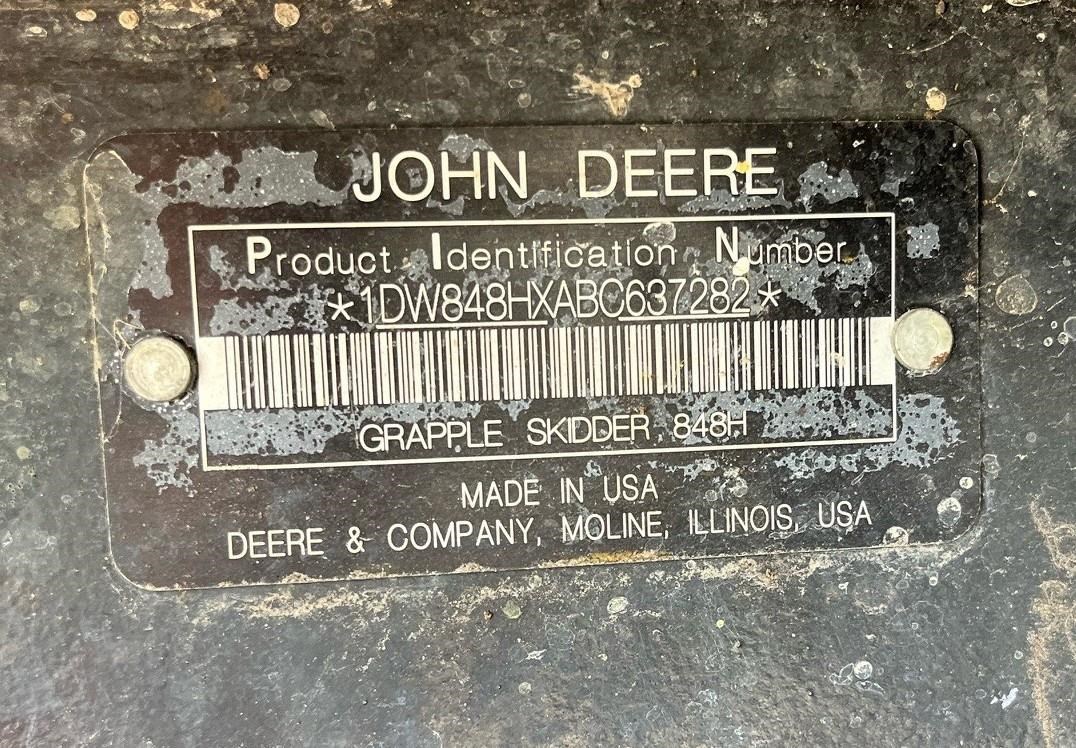 JOHN DEERE
Product Identification Number
*1DW848HXABC637282*
GRAPPLE SKIDDER 848H
MADE IN USA
DEERE & COMPANY, MOLINE, ILLINOIS, USA